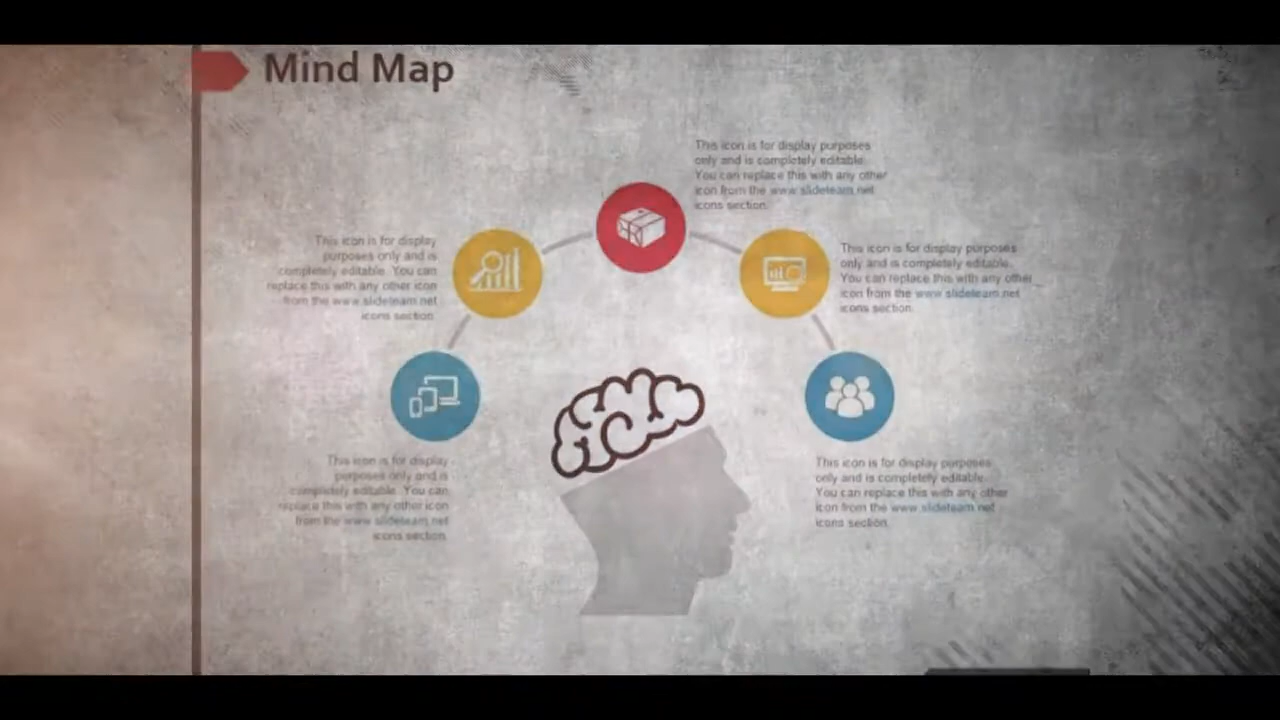 Mind Map
This icon is for display purposes
only and is completely editable.
You can replace this with any other
icon from the www.slideteam.net
icons section.
This icon is for display
purposes only and is
completely editable. You can
replace this with any other icon
from the www.slideteam.net
icons section.
This icon is for display purposes
only and is completely editable.
You can replace this with any other
icon from the www.slideteam.net
icons section.
This icon is for display
purposes only and is
completely editable. You can
replace this with any other icon
from the www.slideteam.net
icons section.
This icon is for display purposes
only and is completely editable.
You can replace this with any other
icon from the www.slideteam.net
icons section.